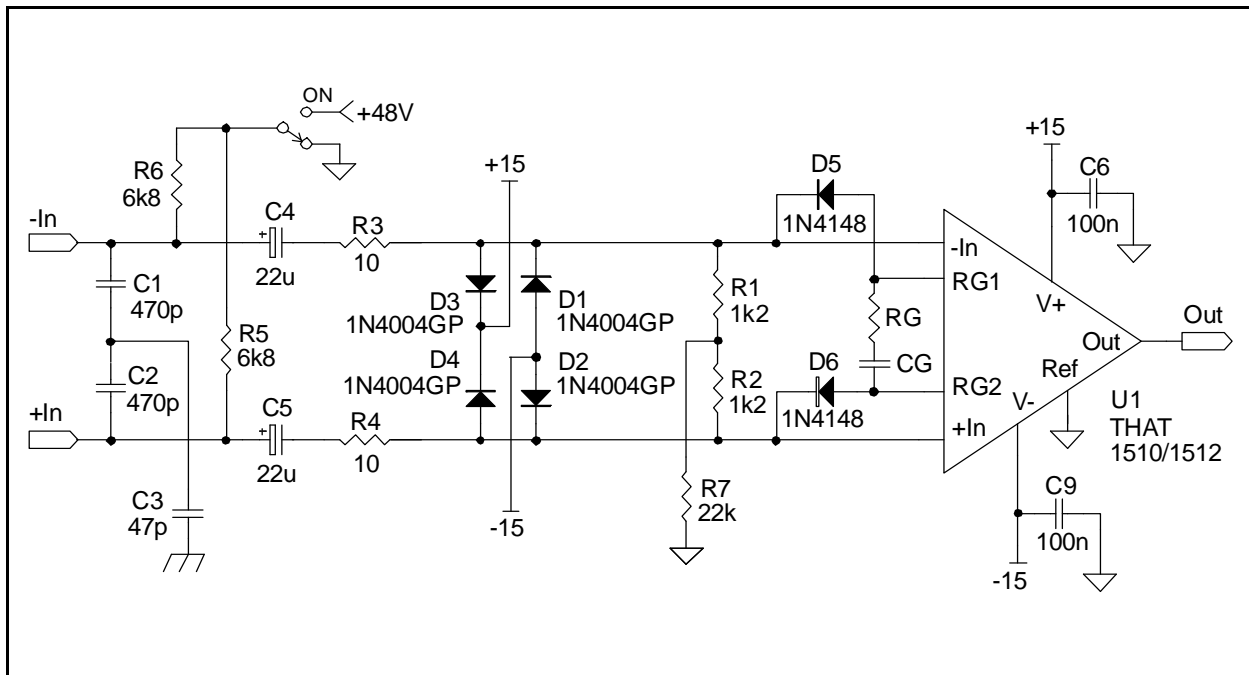 ON
+48V
R6
6k8
-In
C4
+
22u
R3
10
+15
D3
1N4004GP
D1
1N4004GP
D4
1N4004GP
D2
1N4004GP
-15
C1
470p
C2
470p
R5
6k8
+In
C5
+
22u
R4
10
C3
47p
R1
1k2
R2
1k2
R7
22k
D5
1N4148
RG
CG
D6
1N4148
+15
C6
100n
-In
RG1
V+
Out
Ref
RG2
V-
+In
Out
U1
THAT
1510/1512
C9
100n
-15